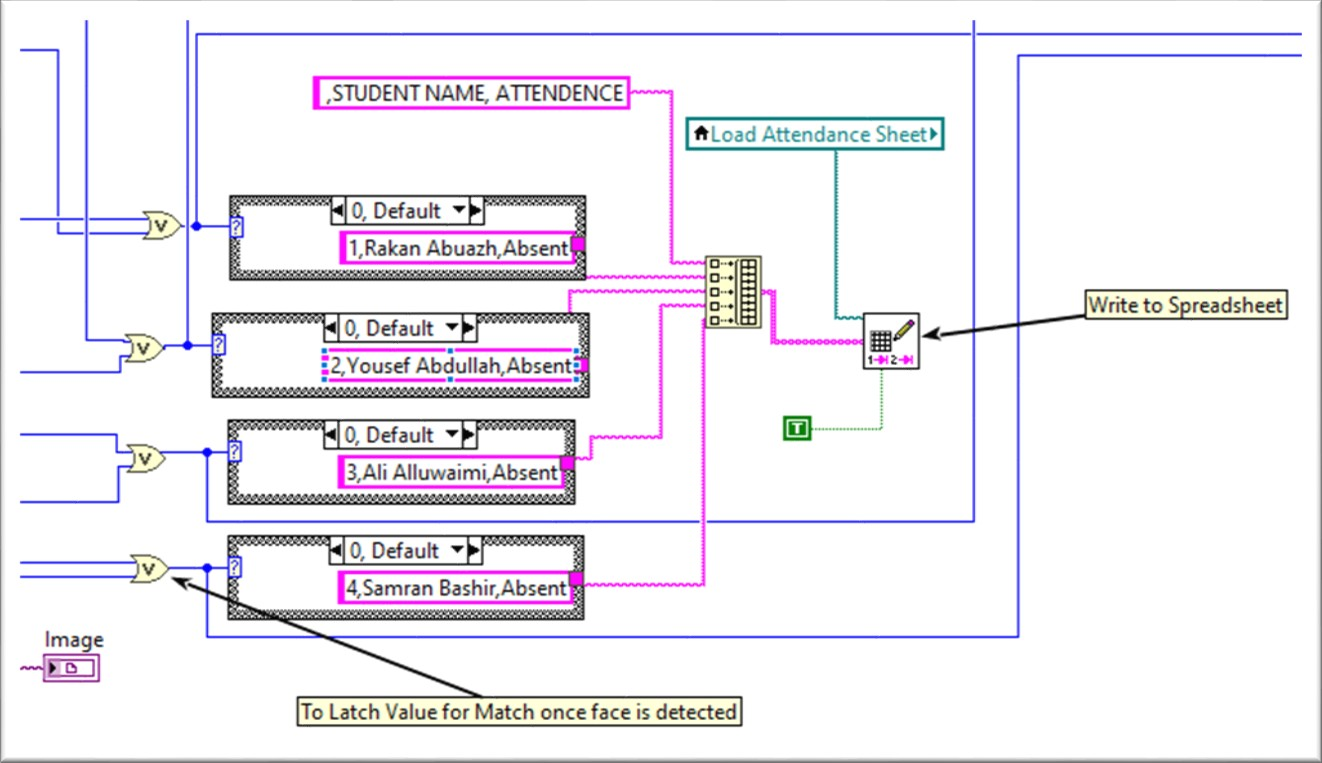 ,STUDENT NAME, ATTENDENCE
Load Attendance Sheet
0, Default
1,Rakan Abuazh,Absent
?
V
Write to Spreadsheet
0, Default
2,Yousef Abdullah,Absent
?
V
1 2
T
0, Default
3,Ali Alluwaimi,Absent
?
V
0, Default
4,Samran Bashir,Absent
?
V
Image
To Latch Value for Match once face is detected